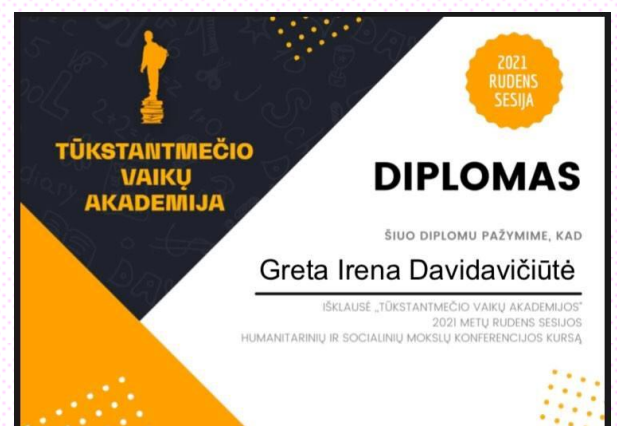 TŪKSTANTMEČIO
VAIKŲ
AKADEMIJA
2021
RUDENS
SESIJA
DIPLOMAS
ŠIUO DIPLOMU PAŽYMIME, KAD
Greta Irena Davidavičiūtė
IŠKLAUSĖ „TŪKSTANTMEČIO VAIKŲ AKADEMIJOS"
2021 METŲ RUDENS SESIJOS
HUMANITARINIŲ IR SOCIALINIŲ MOKSLŲ KONFERENCIJOS KURSĄ